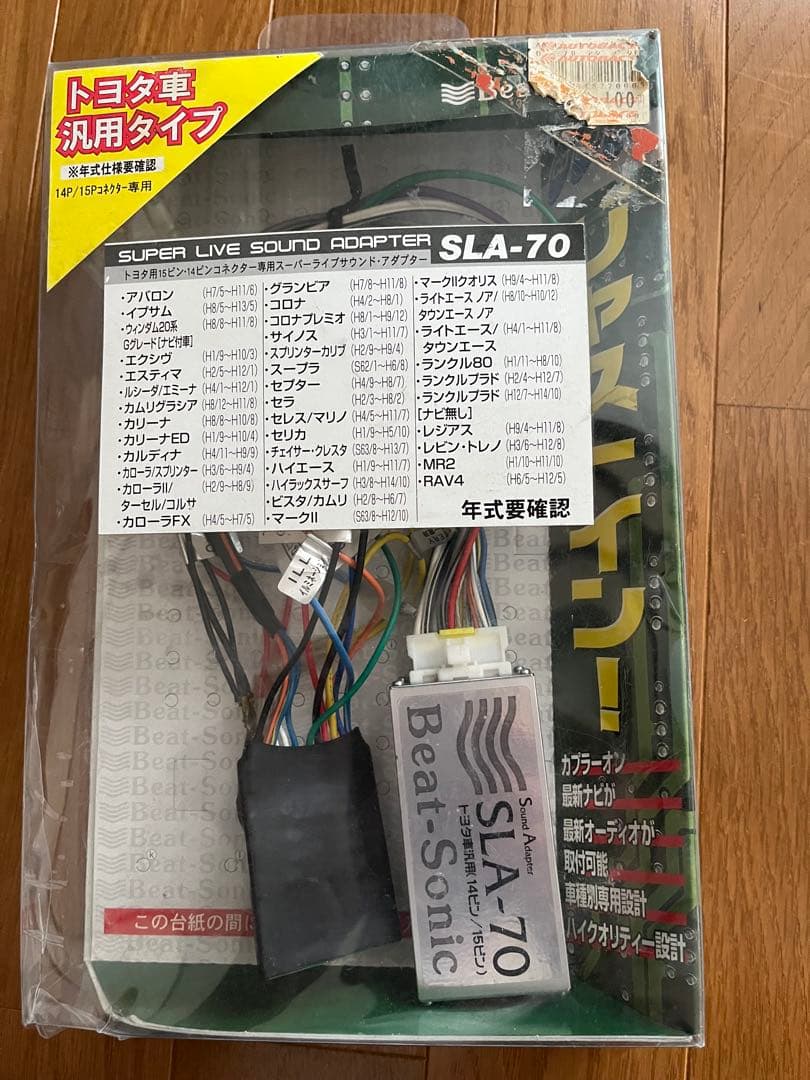 トヨタ車
汎用タイプ
※年式仕様要確認
14P/15Pコネクター専用
AUTOBACS
100
SUPER LIVE SOUND ADAPTER SLA-70
トヨタ用15ピン・14ピンコネクター専用スーパーライブサウンド・アダプター
・アバロン (H7/5~H11/6)
・イプサム (H8/5~H13/5)
・ウィンダム20系 (H8/8~H11/8)
Gグレード[ナビ付車]
・エクシヴ (H1/9~H10/3)
・エスティマ (H2/5~H12/1)
・ルシーダ/エミーナ (H4/1~H12/1)
・カムリグラシア (H8/12~H11/8)
・カリーナ (H8/8~H10/8)
・カリーナED (H1/9~H10/4)
・カルディナ (H4/11~H9/9)
・カローラ/スプリンター (H3/6~H9/4)
・カローラII/ (H2/9~H8/9)
ターセル/コルサ
・カローラFX (H4/5~H7/5)
・グランビア (H7/8~H11/8)
・コロナ (H4/2~H8/1)
・コロナプレミオ (H8/1~H9/12)
・サイノス (H3/1~H11/7)
・スプリンターカリブ (H2/9~H9/4)
・スープラ (S62/1~H6/8)
・セプター (H4/9~H8/7)
・セラ (H2/3~H8/2)
・セレス/マリノ (H4/5~H11/7)
・セリカ (H1/9~H5/10)
・チェイサー・クレスタ (S63/8~H13/7)
・ハイエース (H1/9~H11/7)
・ハイラックスサーフ (H3/8~H14/10)
・ビスタ/カムリ (H2/8~H6/7)
・マークII (S63/8~H12/10)
・マークIIクオリス (H9/4~H11/8)
・ライトエース ノア/ (H8/10~H10/12)
タウンエース ノア
・ライトエース/ (H4/1~H11/8)
タウンエース
・ランクル80 (H1/11~H8/10)
・ランクルプラド (H2/4~H12/7)
・ランクルプラド (H12/7~H14/10)
[ナビ無し]
・レジアス (H9/4~H11/8)
・レビン・トレノ (H3/6~H12/8)
・MR2 (H1/10~H11/10)
・RAV4 (H6/5~H12/5)
年式要確認
ILL
Beat-Sonic
Sound Adapter
SLA-70
トヨタ車汎用(14ピン/15ピン)
カプラーオン
最新ナビが
最新オーディオが
取付可能
車種別専用設計
ハイクオリティー設計
この台紙の間に